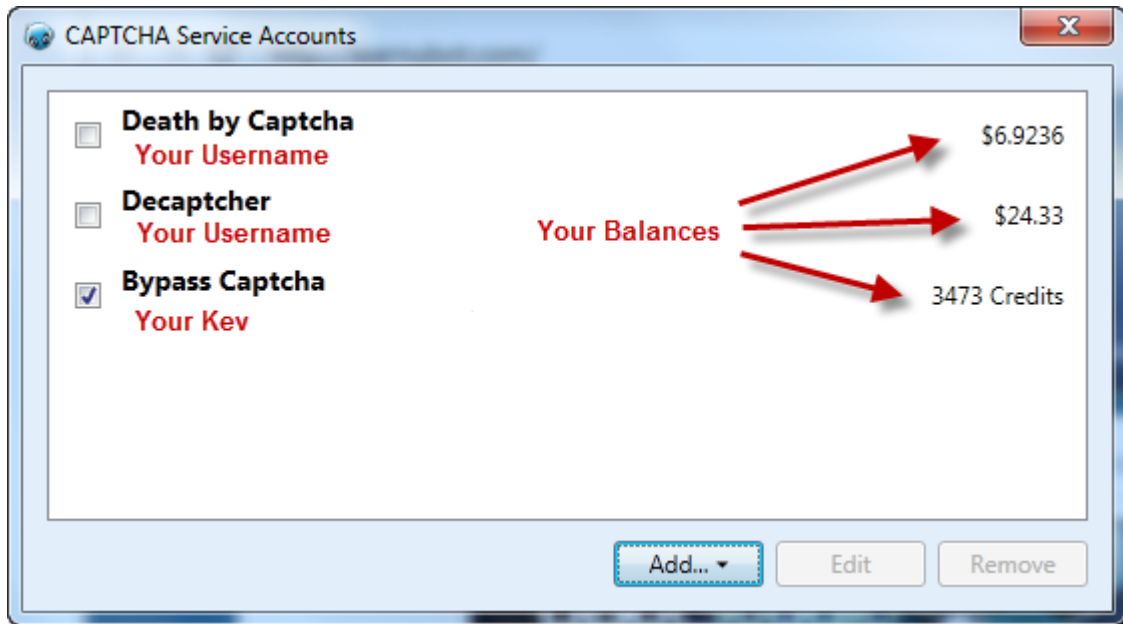 CAPTCHA Service Accounts
Death by Captcha
$6.9236
Your Username
Decaptcher
$24.33
Your Username
Your Balances
Bypass Captcha
3473 Credits
Your Kev
Add...
Edit
Remove